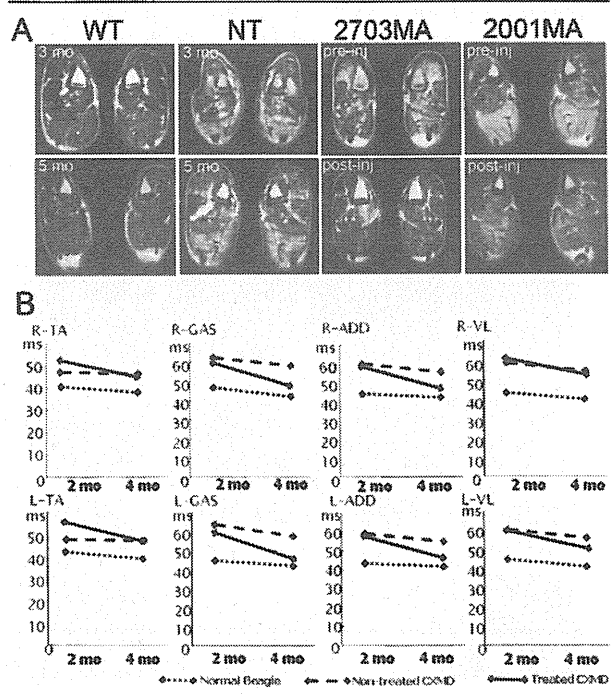 A
WT NT 2703MA 2001MA
3 mo 3 mo pre-inj pre-inj
5 mo 5 mo post-inj post-inj
B
R-TA R-GAS R-ADD R-VL
ms ms ms ms
50 60 60 60
40 50 50 50
30 40 40 40
20 30 30 30
10 20 20 20
0 10 10 10
0 0 0
2 mo 4 mo 2 mo 4 mo 2 mo 4 mo 2 mo 4 mo
L-TA L-GAS L-ADD L-VL
ms ms ms ms
50 60 60 60
40 50 50 50
30 40 40 40
20 30 30 30
10 20 20 20
0 10 10 10
0 0 0
2 mo 4 mo 2 mo 4 mo 2 mo 4 mo 2 mo 4 mo
Normal Beagle Non-treated CXMD Treated CXMD